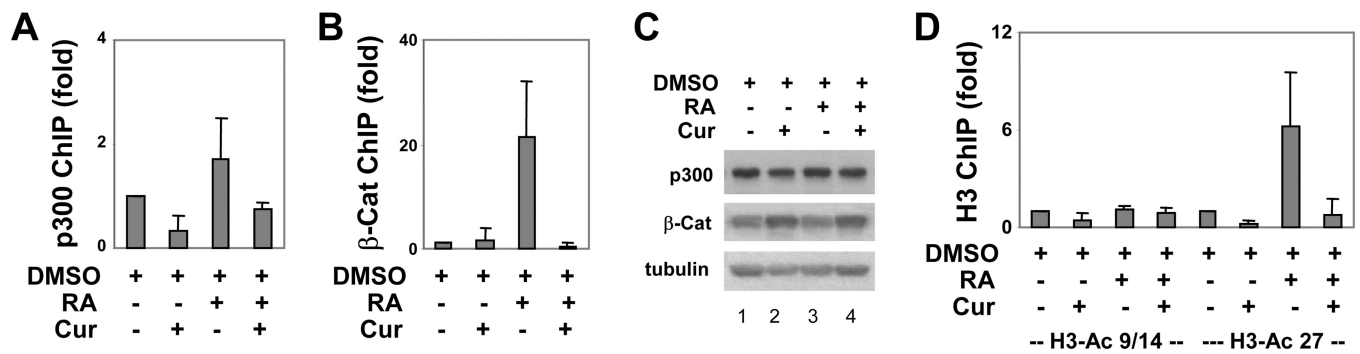 A
p300 ChIP (fold)
4
2
0
DMSO + + + +
RA - - + +
Cur - + - +
B
β-Cat ChIP (fold)
40
20
0
DMSO + + + +
RA - - + +
Cur - + - +
C
DMSO + + + +
RA - - + +
Cur - + - +
p300
β-Cat
tubulin
1 2 3 4
D
H3 ChIP (fold)
12
6
0
DMSO + + + + + + + +
RA - - + + - - + +
Cur - + - + - + - +
-- H3-Ac 9/14 -- --- H3-Ac 27 --